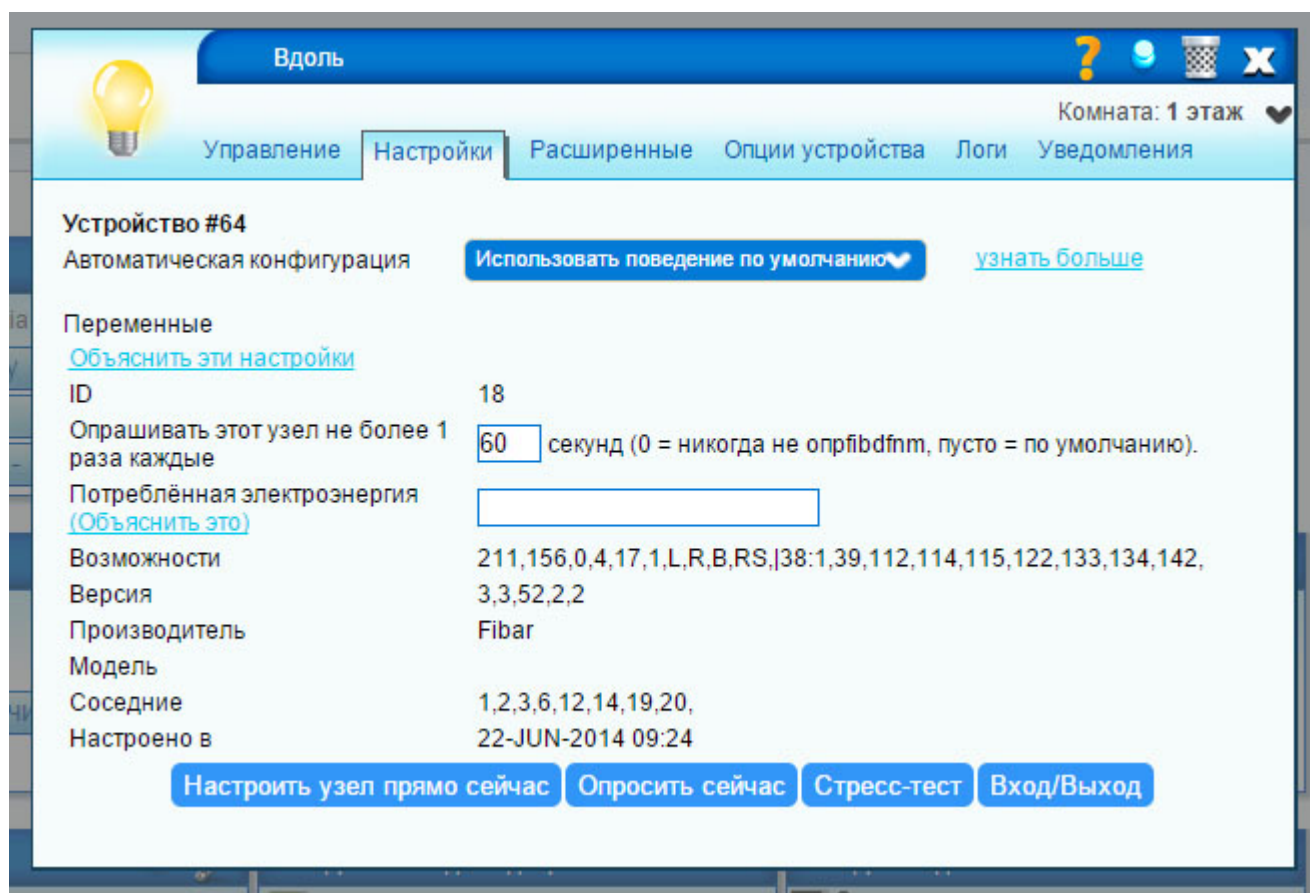 Вдоль
Комната: 1 этаж
Управление Настройки Расширенные Опции устройства Логи Уведомления
Устройство #64
Автоматическая конфигурация Использовать поведение по умолчанию узнать больше
Переменные
Объяснить эти настройки
ID 18
Опрашивать этот узел не более 1
раза каждые 60 секунд (0 = никогда не опрfibdfnm, пусто = по умолчанию).
Потреблённая электроэнергия
(Объяснить это)
Возможности 211,156,0,4,17,1,L,R,B,RS,|38:1,39,112,114,115,122,133,134,142,
Версия 3,3,52,2,2
Производитель Fibar
Модель
Соседние 1,2,3,6,12,14,19,20,
Настроено в 22-JUN-2014 09:24
Настроить узел прямо сейчас Опросить сейчас Стресс-тест Вход/Выход